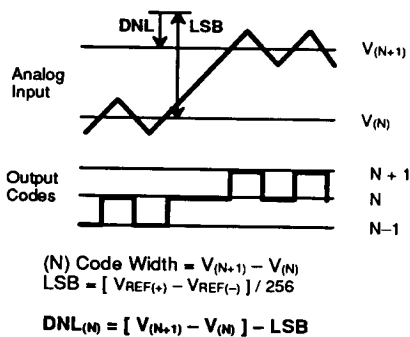 DNL LSB
V(N+1)
Analog
Input
V(N)
Output
Codes
N + 1
N
N–1
(N) Code Width = V(N+1) – V(N)
LSB = [ VREF(+) – VREF(–) ] / 256
DNL(N) = [ V(N+1) – V(N) ] – LSB